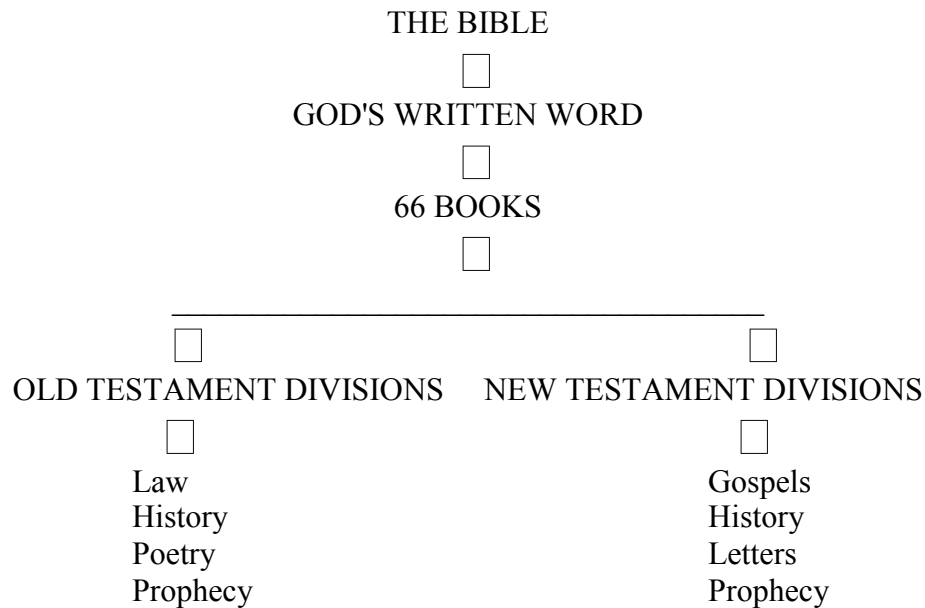 THE BIBLE
GOD'S WRITTEN WORD
66 BOOKS
OLD TESTAMENT DIVISIONS NEW TESTAMENT DIVISIONS
Law Gospels
History History
Poetry Letters
Prophecy Prophecy